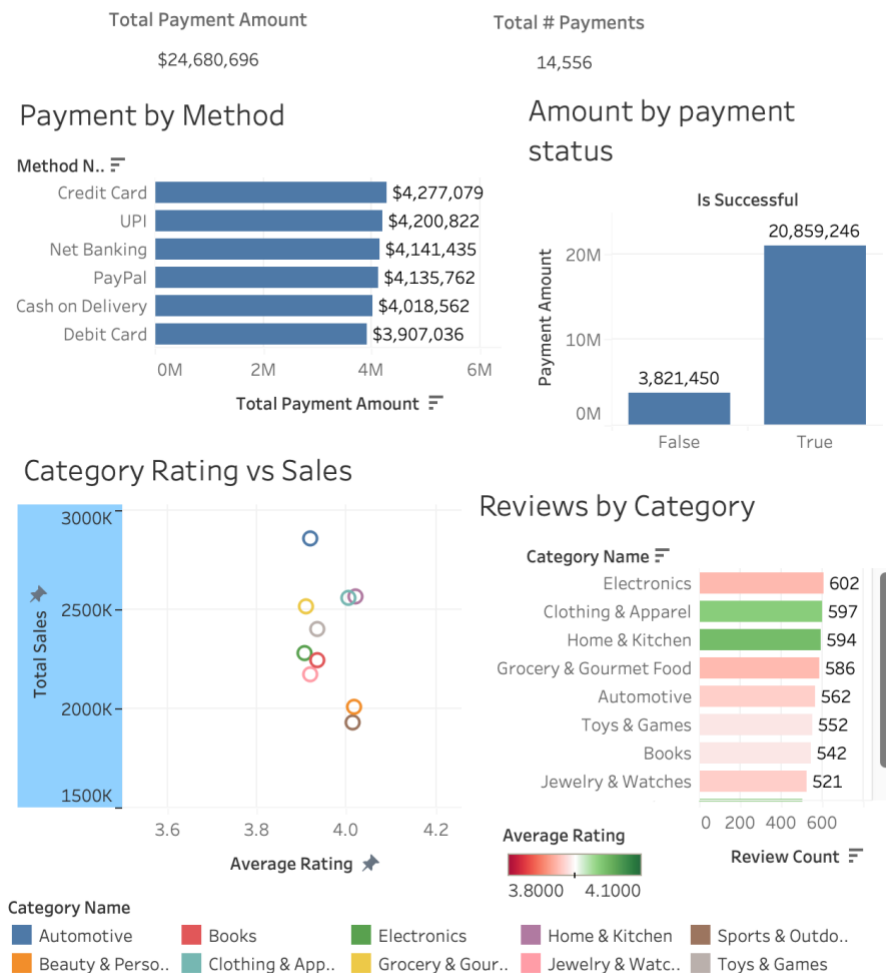 Total Payment Amount
Total # Payments
$24,680,696
14,556
Payment by Method
Method N..
Credit Card $4,277,079
UPI $4,200,822
Net Banking $4,141,435
PayPal $4,135,762
Cash on Delivery $4,018,562
Debit Card $3,907,036
0M 2M 4M 6M
Total Payment Amount
Amount by payment
status
Is Successful
Payment Amount
20M
10M
0M
3,821,450
20,859,246
False True
Category Rating vs Sales
Total Sales
3000K
2500K
2000K
1500K
3.6 3.8 4.0 4.2
Average Rating
Reviews by Category
Category Name
Electronics 602
Clothing & Apparel 597
Home & Kitchen 594
Grocery & Gourmet Food 586
Automotive 562
Toys & Games 552
Books 542
Jewelry & Watches 521
0 200 400 600
Review Count
Average Rating
3.8000 4.1000
Category Name
Automotive Books Electronics Home & Kitchen Sports & Outdo..
Beauty & Perso.. Clothing & App.. Grocery & Gour.. Jewelry & Watc.. Toys & Games